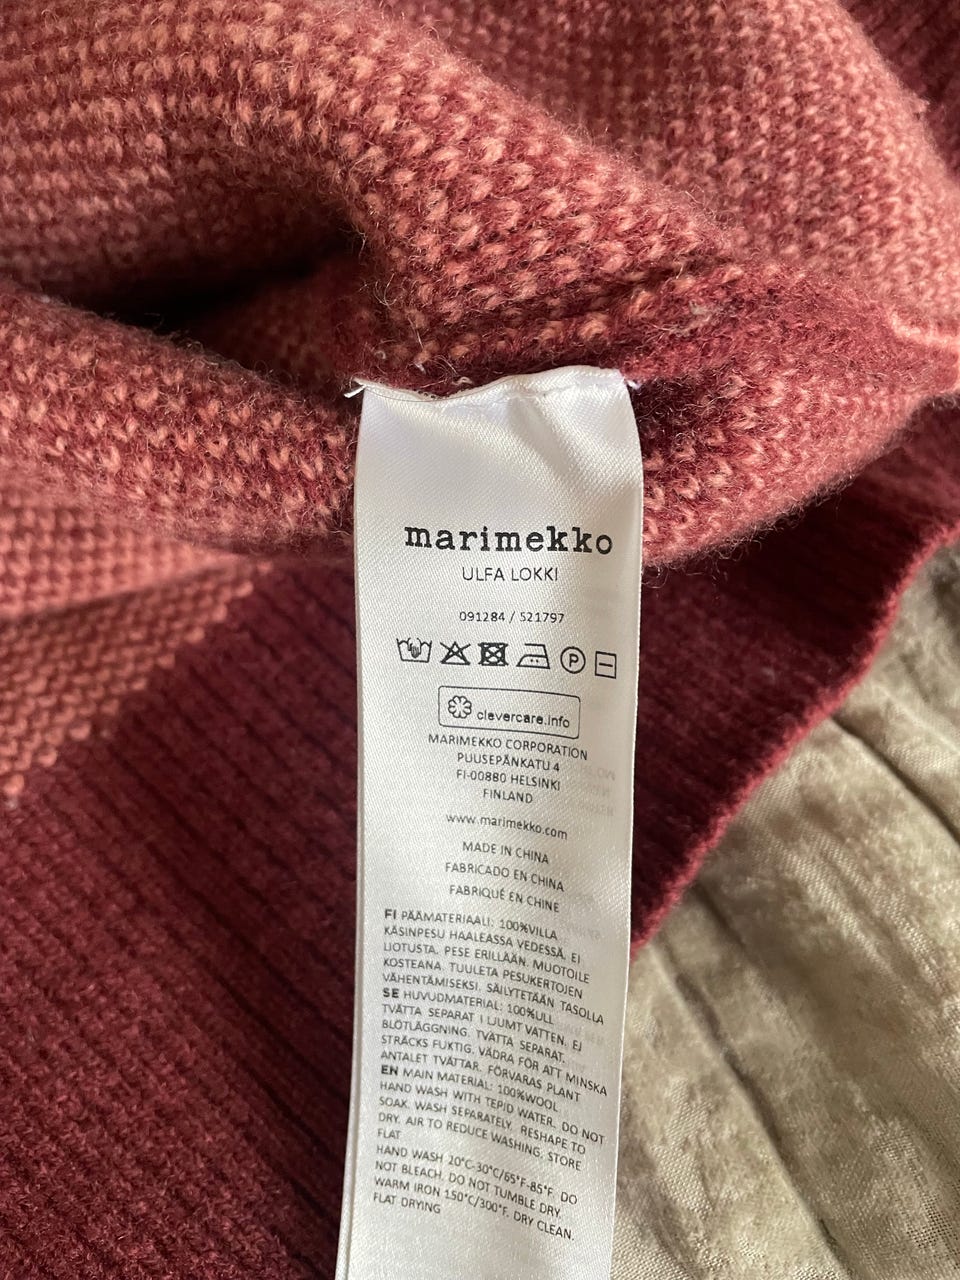 marimekko
ULFA LOKKI
091284 / 521797
P
clevercare.info
MARIMEKKO CORPORATION
PUUSEPÄNKATU 4
FI-00880 HELSINKI
FINLAND
www.marimekko.com
MADE IN CHINA
FABRICADO EN CHINA
FABRIQUÉ EN CHINE
FI PÄÄMATERIAALI: 100%VILLA
KÄSINPESU HAALEASSA VEDESSÄ, EI
LIOTUSTA. PESE ERILLÄÄN. MUOTOILE
KOSTEANA. TUULETA PESUKERTOJEN
VÄHENTÄMISEKSI. SÄILYTETÄÄN TASOLLA
SE HUVUDMATERIAL: 100%ULL
TVÄTTA SEPARAT I LJUMT VATTEN, EJ
BLÖTLÄGGNING. TVÄTTA SEPARAT.
STRÄCKS FUKTIG. VÄDRA FÖR ATT MINSKA
ANTALET TVÄTTAR. FÖRVARAS PLANT
EN MAIN MATERIAL: 100%WOOL
HAND WASH WITH TEPID WATER. DO NOT
SOAK. WASH SEPARATELY. RESHAPE TO
DRY. AIR TO REDUCE WASHING. STORE
FLAT
HAND WASH 20°C-30°C/65°F-85°F. DO
NOT BLEACH. DO NOT TUMBLE DRY.
WARM IRON 150°C/300°F. DRY CLEAN.
FLAT DRYING